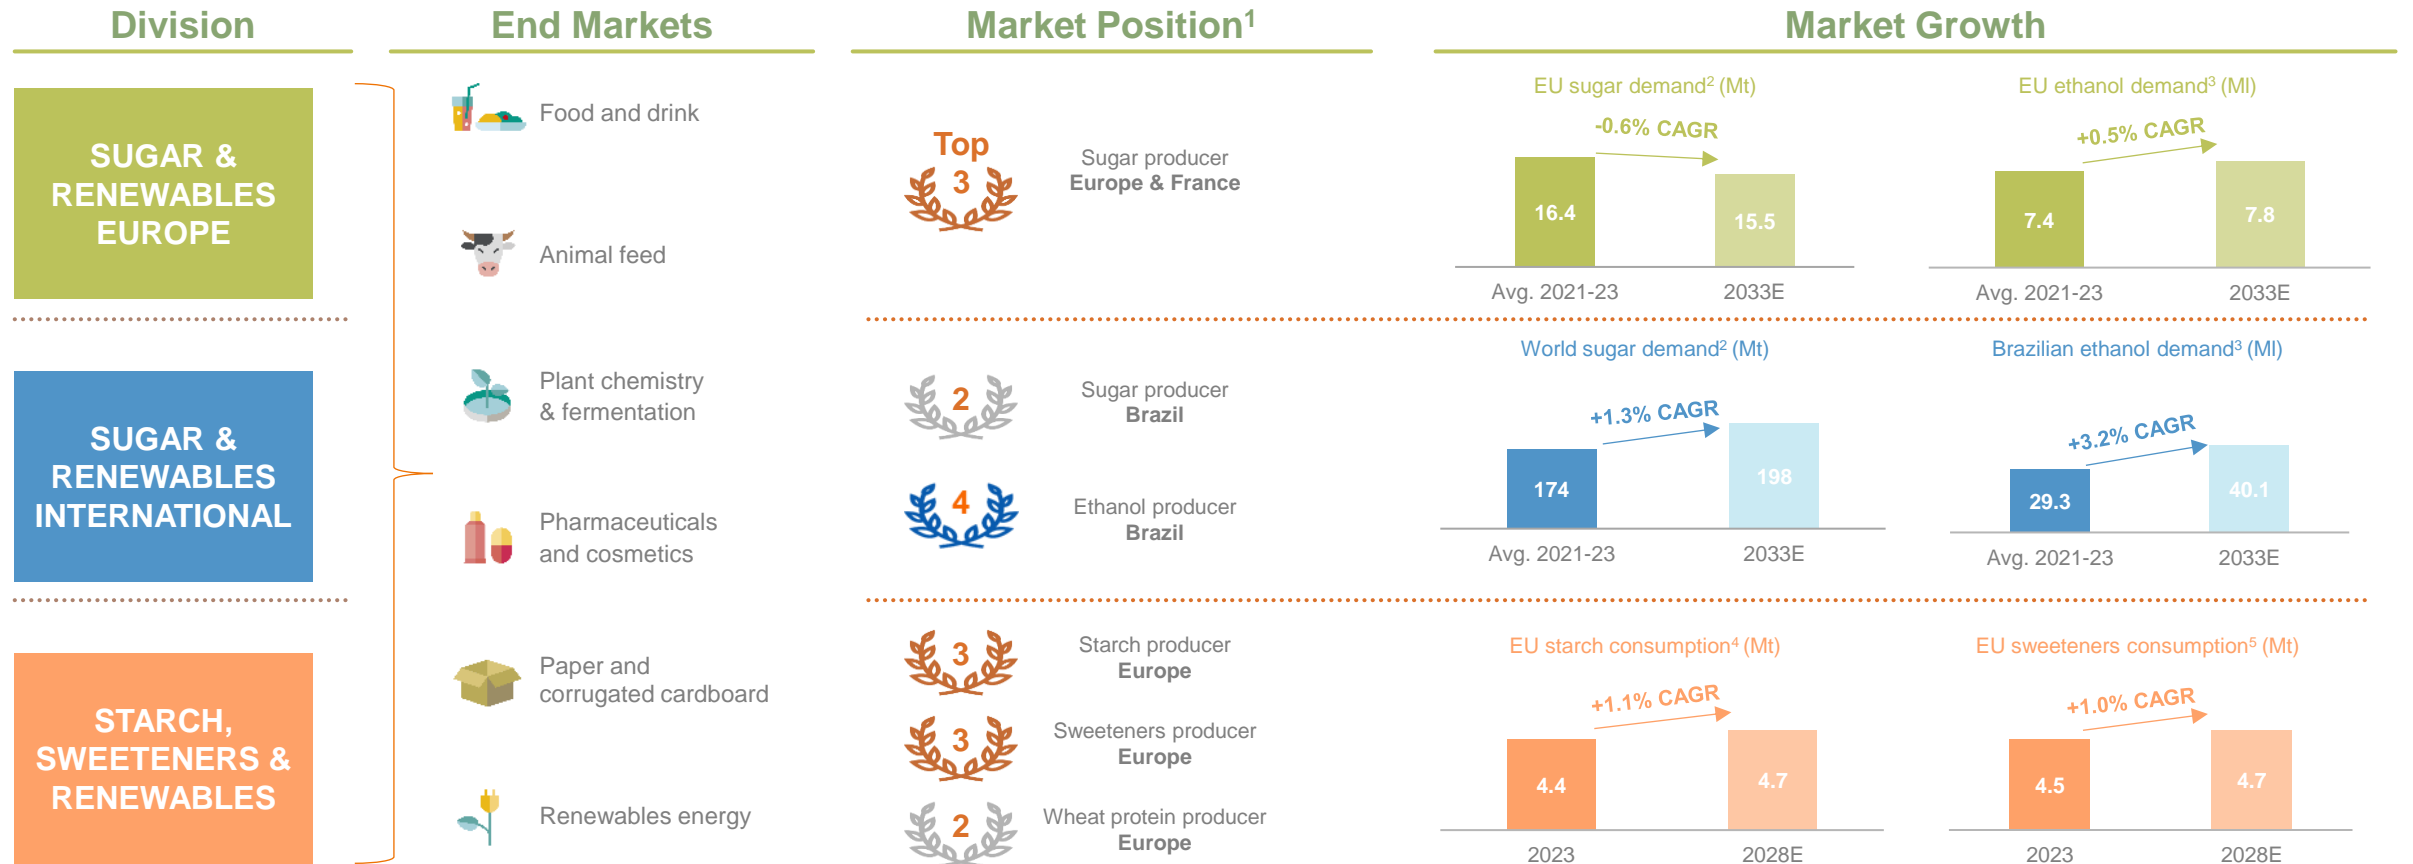 Division
End Markets
Market Position1
Market Growth
SUGAR &
RENEWABLES
EUROPE
SUGAR &
RENEWABLES
INTERNATIONAL
STARCH,
SWEETENERS &
RENEWABLES
Food and drink
Animal feed
Plant chemistry
& fermentation
Pharmaceuticals
and cosmetics
Paper and
corrugated cardboard
Renewables energy
Top
3
Sugar producer
Europe & France
2
Sugar producer
Brazil
4
Ethanol producer
Brazil
3
Starch producer
Europe
3
Sweeteners producer
Europe
2
Wheat protein producer
Europe
EU sugar demand2 (Mt)
-0.6% CAGR
16.4
15.5
Avg. 2021-23
2033E
EU ethanol demand3 (Ml)
+0.5% CAGR
7.4
7.8
Avg. 2021-23
2033E
World sugar demand2 (Mt)
+1.3% CAGR
174
198
Avg. 2021-23
2033E
Brazilian ethanol demand3 (Ml)
+3.2% CAGR
29.3
40.1
Avg. 2021-23
2033E
EU starch consumption4 (Mt)
+1.1% CAGR
4.4
4.7
2023
2028E
EU sweeteners consumption5 (Mt)
+1.0% CAGR
4.5
4.7
2023
2028E